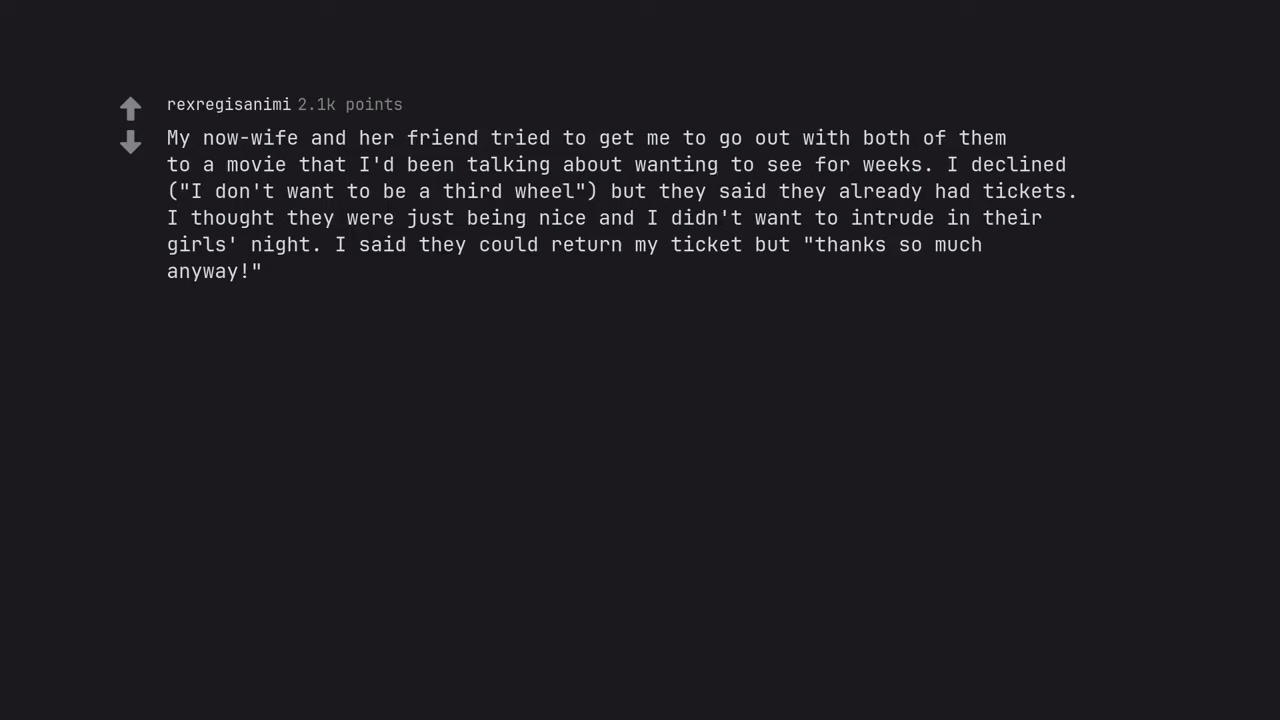 rexregisanimi 2.1k points
My now-wife and her friend tried to get me to go out with both of them
to a movie that I'd been talking about wanting to see for weeks. I declined
("I don't want to be a third wheel") but they said they already had tickets.
I thought they were just being nice and I didn't want to intrude in their
girls' night. I said they could return my ticket but "thanks so much
anyway!"